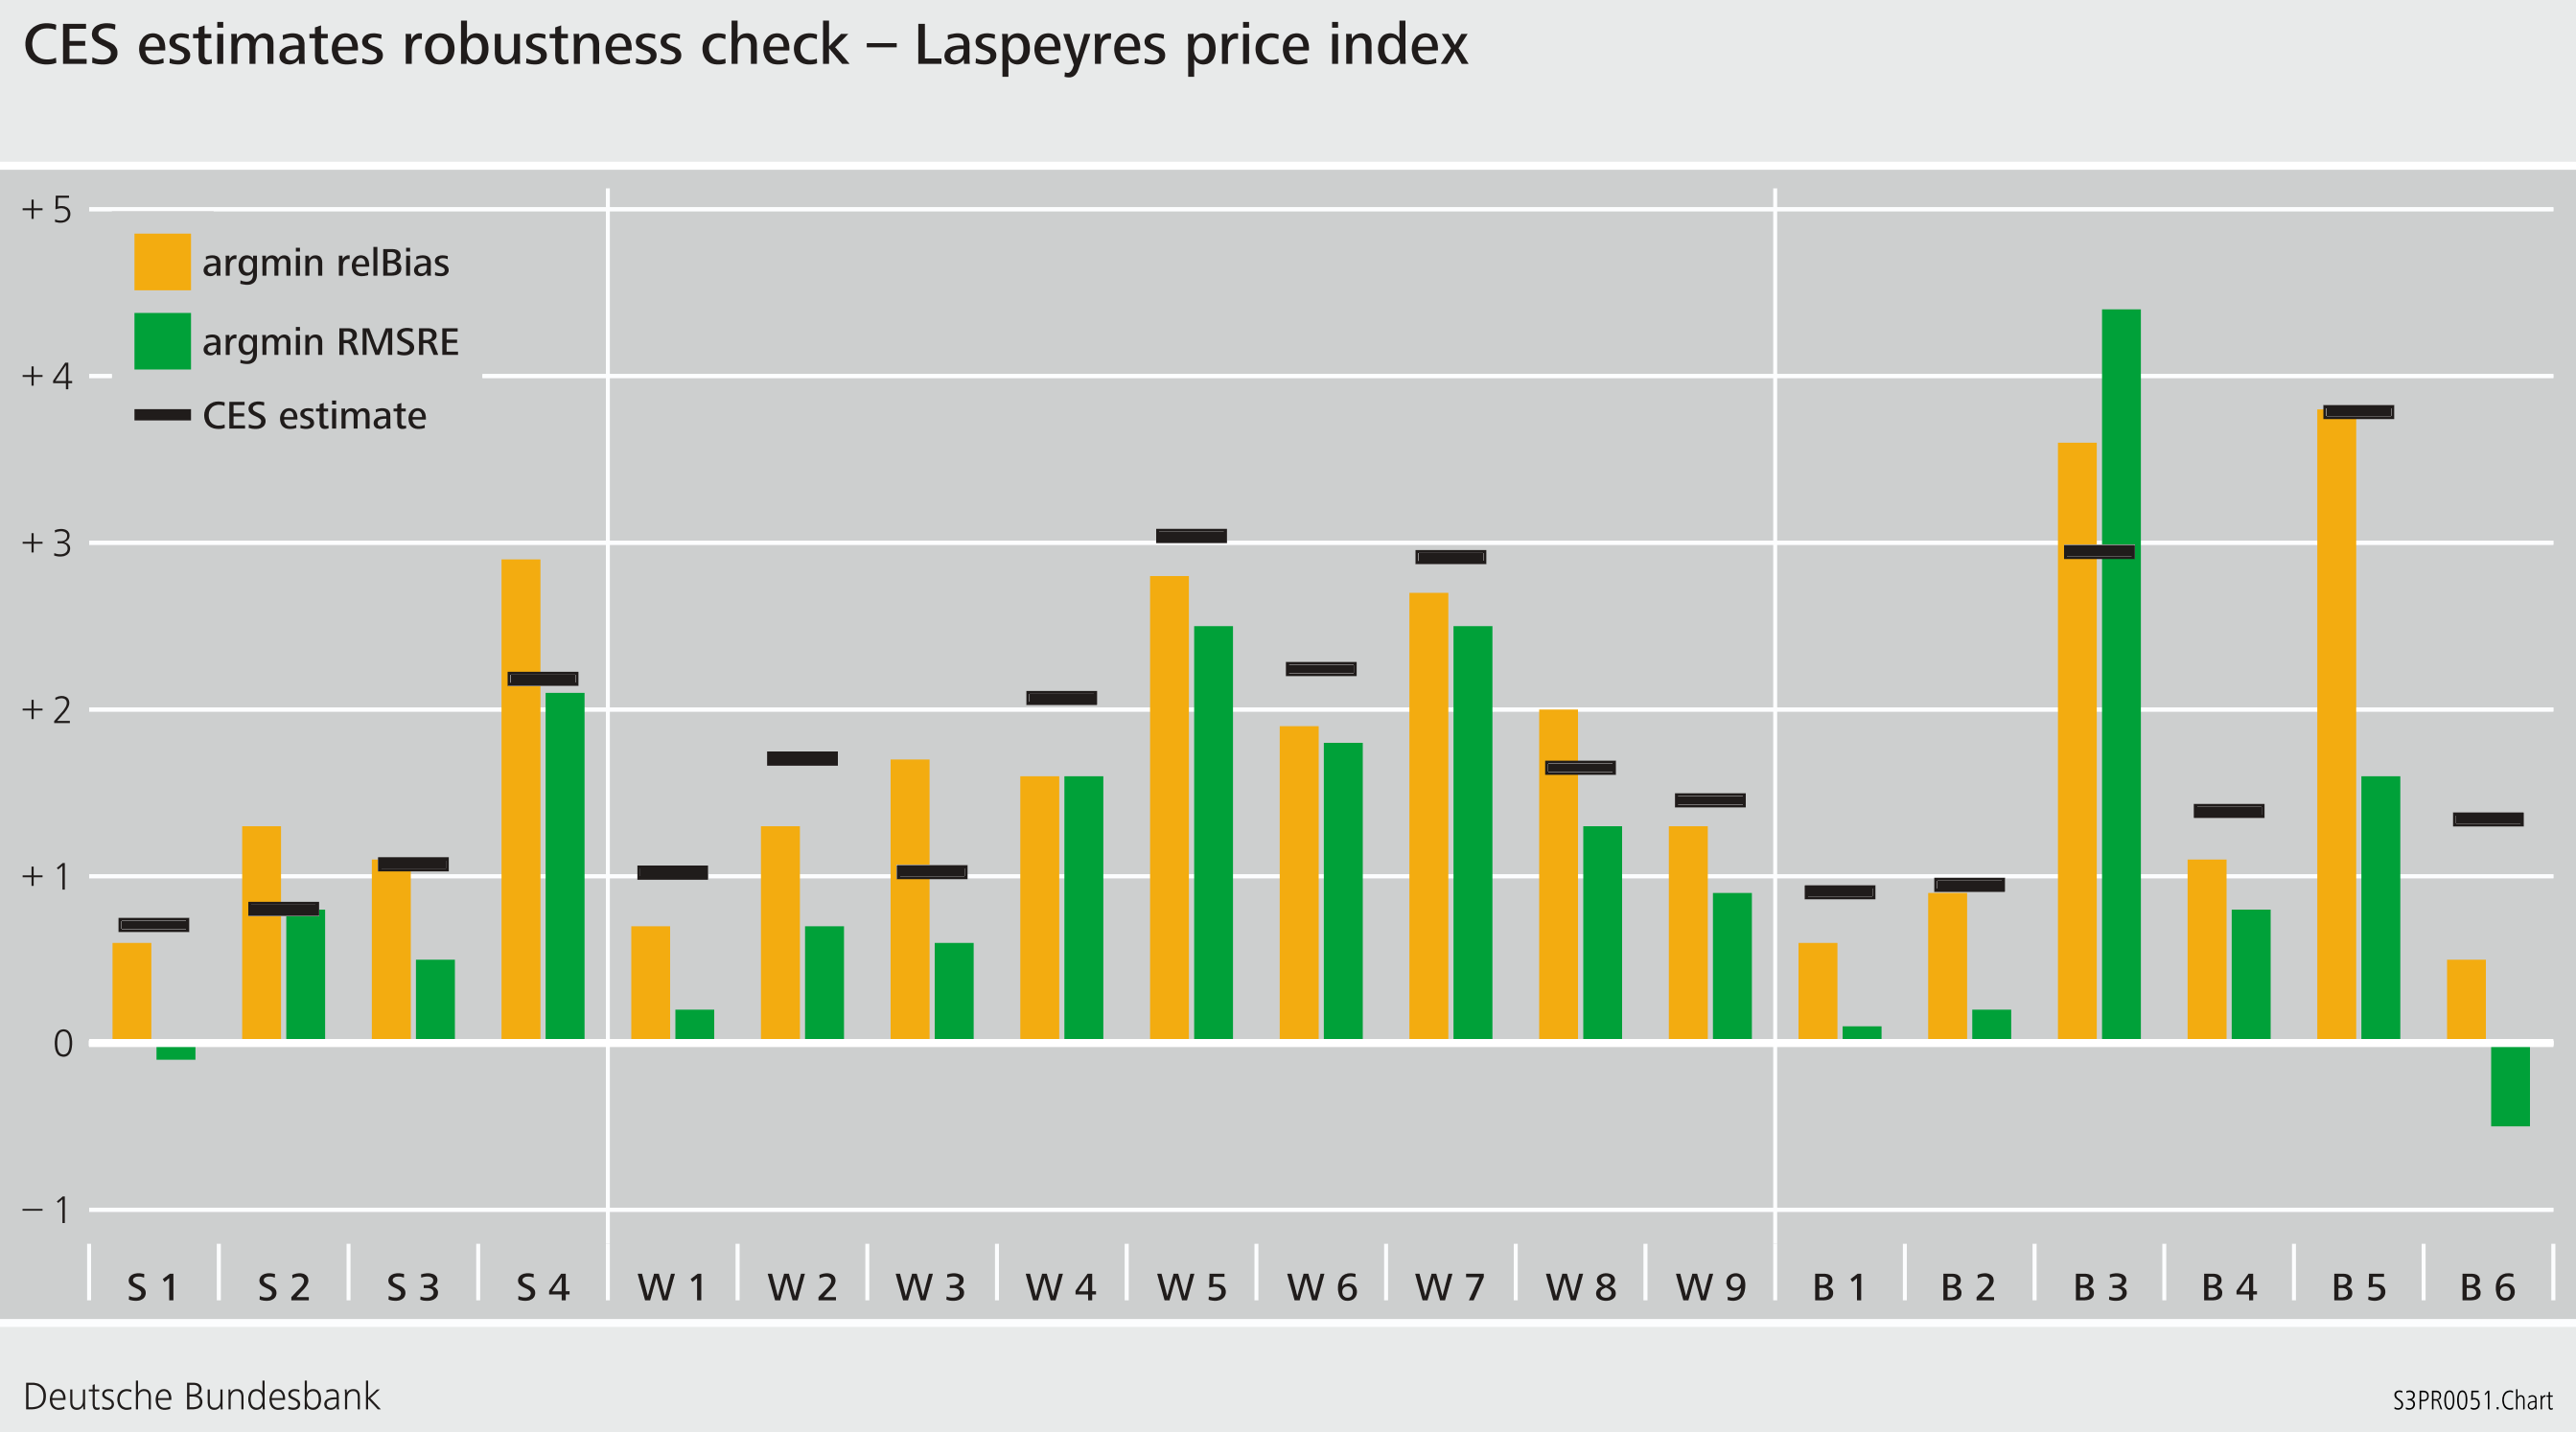 CES estimates robustness check – Laspeyres price index
+ 5
argmin relBias
argmin RMSRE
+ 4
CES estimate
+ 3
+ 2
+ 1
0
– 1
S 1 S 2 S 3 S 4 W 1 W 2 W 3 W 4 W 5 W 6 W 7 W 8 W 9 B 1 B 2 B 3 B 4 B 5 B 6
Deutsche Bundesbank
S3PR0051.Chart